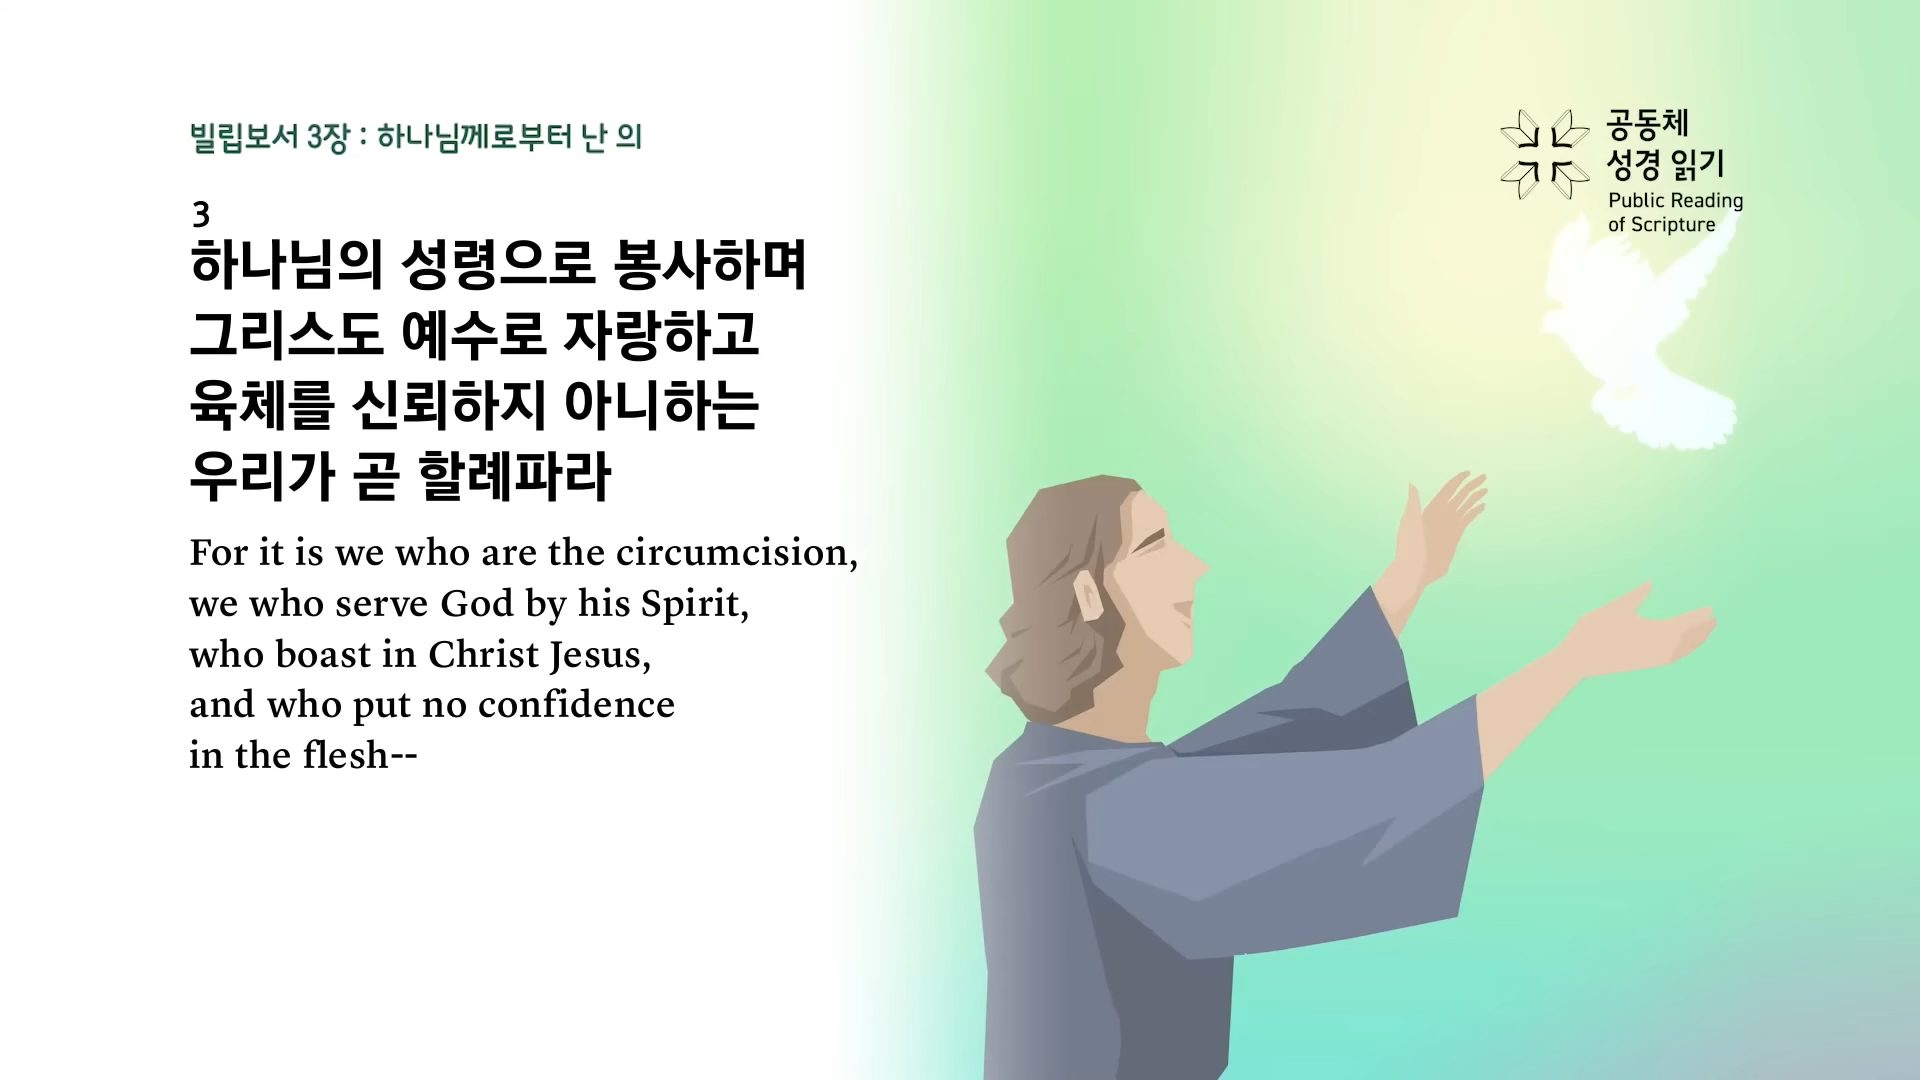 빌립보서 3장 : 하나님께로부터 난 의
3
하나님의 성령으로 봉사하며
그리스도 예수로 자랑하고
육체를 신뢰하지 아니하는
우리가 곧 할례파라
For it is we who are the circumcision,
we who serve God by his Spirit,
who boast in Christ Jesus,
and who put no confidence
in the flesh--
공동체
성경 읽기
Public Reading
of Scripture